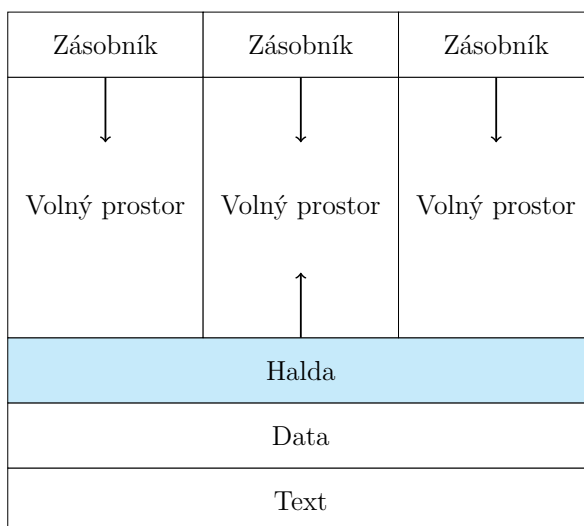 Zásobník Zásobník Zásobník
Volný prostor Volný prostor Volný prostor
Halda
Data
Text